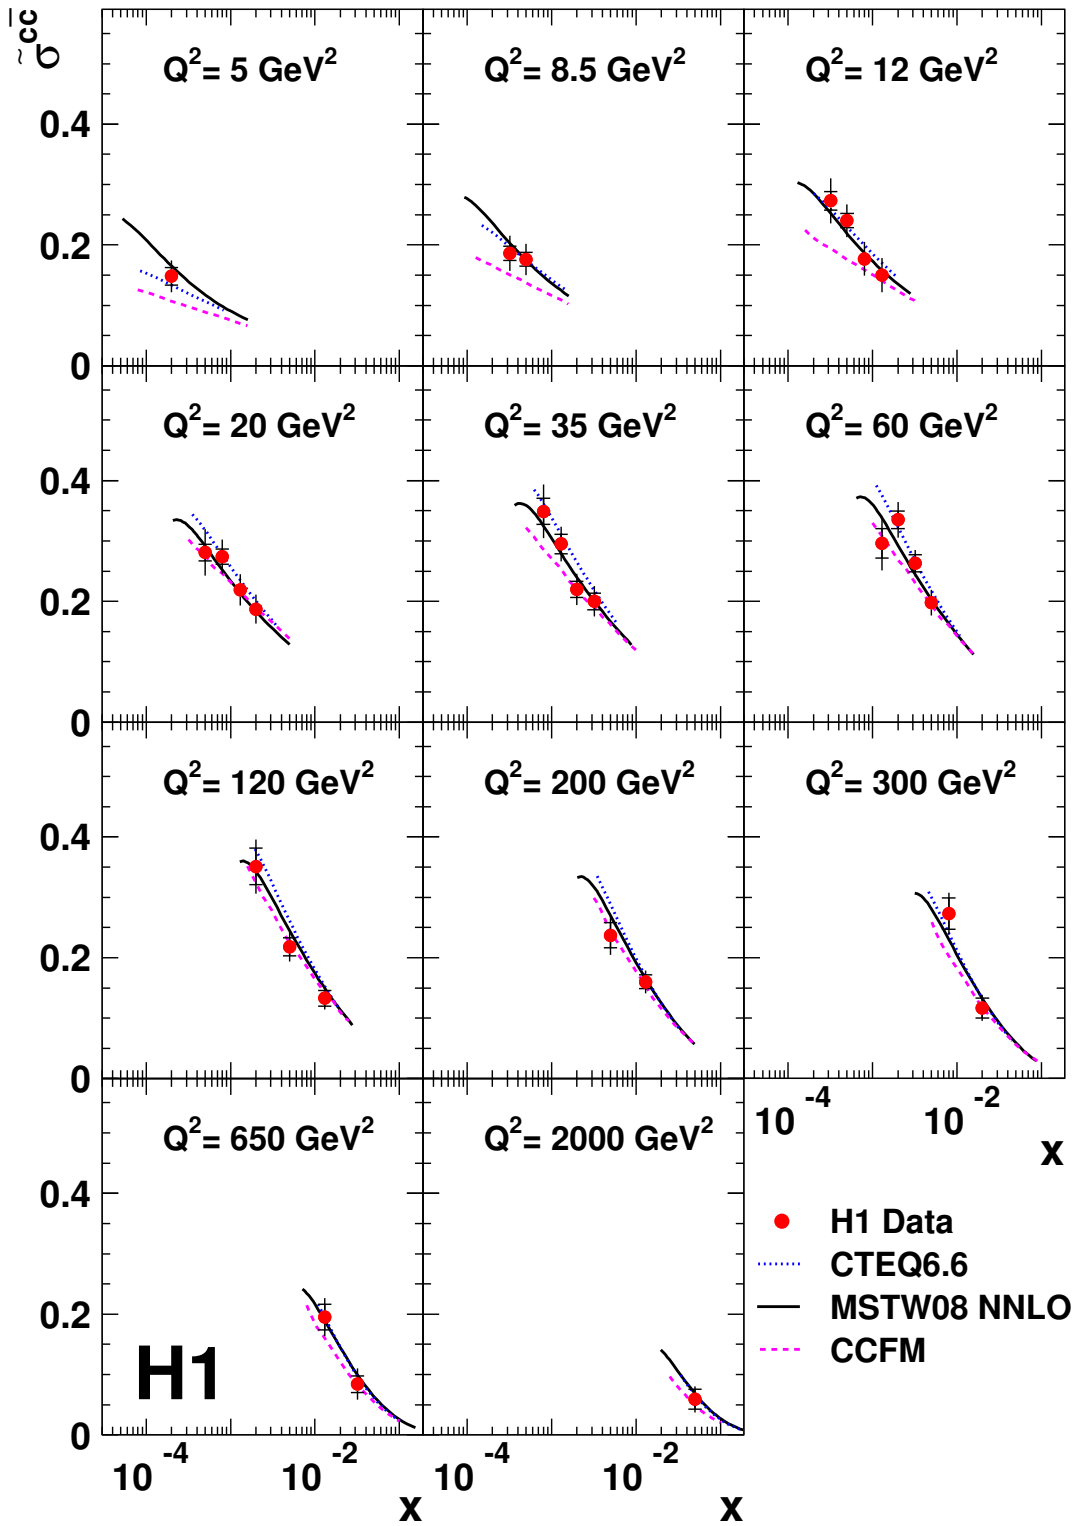 σ̃^cc̄
Q²= 5 GeV² Q²= 8.5 GeV² Q²= 12 GeV²
0.4
0.2
0
Q²= 20 GeV² Q²= 35 GeV² Q²= 60 GeV²
0.4
0.2
0
Q²= 120 GeV² Q²= 200 GeV² Q²= 300 GeV²
0.4
0.2
0
10⁻⁴ 10⁻²
x
Q²= 650 GeV² Q²= 2000 GeV²
0.4
H1 Data
CTEQ6.6
MSTW08 NNLO
CCFM
0.2
H1
0
10⁻⁴ 10⁻² 10⁻⁴ 10⁻²
x x